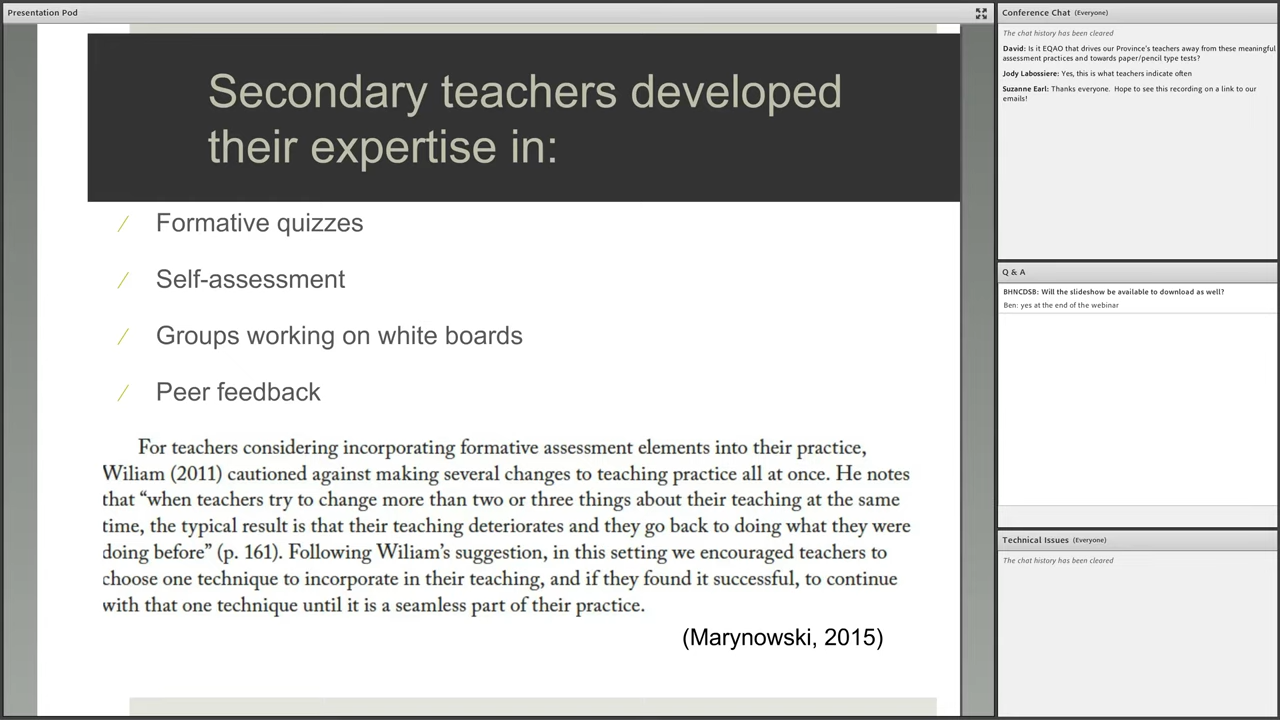 Presentation Pod
Secondary teachers developed
their expertise in:
Formative quizzes
Self-assessment
Groups working on white boards
Peer feedback
For teachers considering incorporating formative assessment elements into their practice,
Wiliam (2011) cautioned against making several changes to teaching practice all at once. He notes
that “when teachers try to change more than two or three things about their teaching at the same
time, the typical result is that their teaching deteriorates and they go back to doing what they were
doing before” (p. 161). Following Wiliam’s suggestion, in this setting we encouraged teachers to
choose one technique to incorporate in their teaching, and if they found it successful, to continue
with that one technique until it is a seamless part of their practice.
(Marynowski, 2015)
Conference Chat (Everyone)
The chat history has been cleared
David: Is it EQAO that drives our Province's teachers away from these meaningful
assessment practices and towards paper/pencil type tests?
Jody Labossiere: Yes, this is what teachers indicate often
Suzanne Earl: Thanks everyone. Hope to see this recording on a link to our
emails!
Q & A
BHNCDSB: Will the slideshow be available to download as well?
Ben: yes at the end of the webinar
Technical Issues (Everyone)
The chat history has been cleared